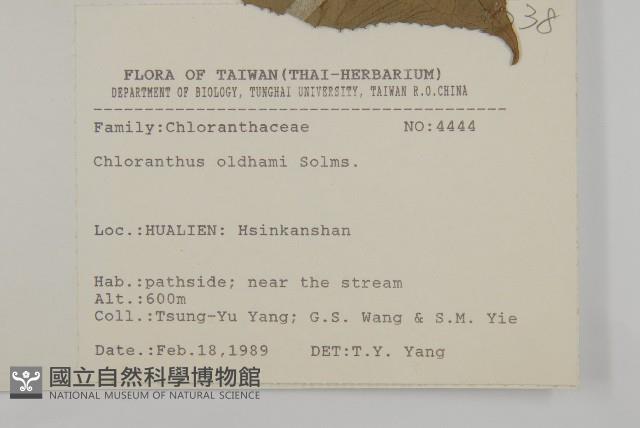 38
FLORA OF TAIWAN(THAI-HERBARIUM)
DEPARTMENT OF BIOLOGY, TUNGHAI UNIVERSITY, TAIWAN R.O.CHINA
Family:Chloranthaceae NO:4444
Chloranthus oldhami Solms.
Loc.:HUALIEN: Hsinkanshan
Hab.:pathside; near the stream
Alt.:600m
Coll.:Tsung-Yu Yang; G.S. Wang & S.M. Yie
Date.:Feb.18,1989 DET:T.Y. Yang
國立自然科學博物館
NATIONAL MUSEUM OF NATURAL SCIENCE